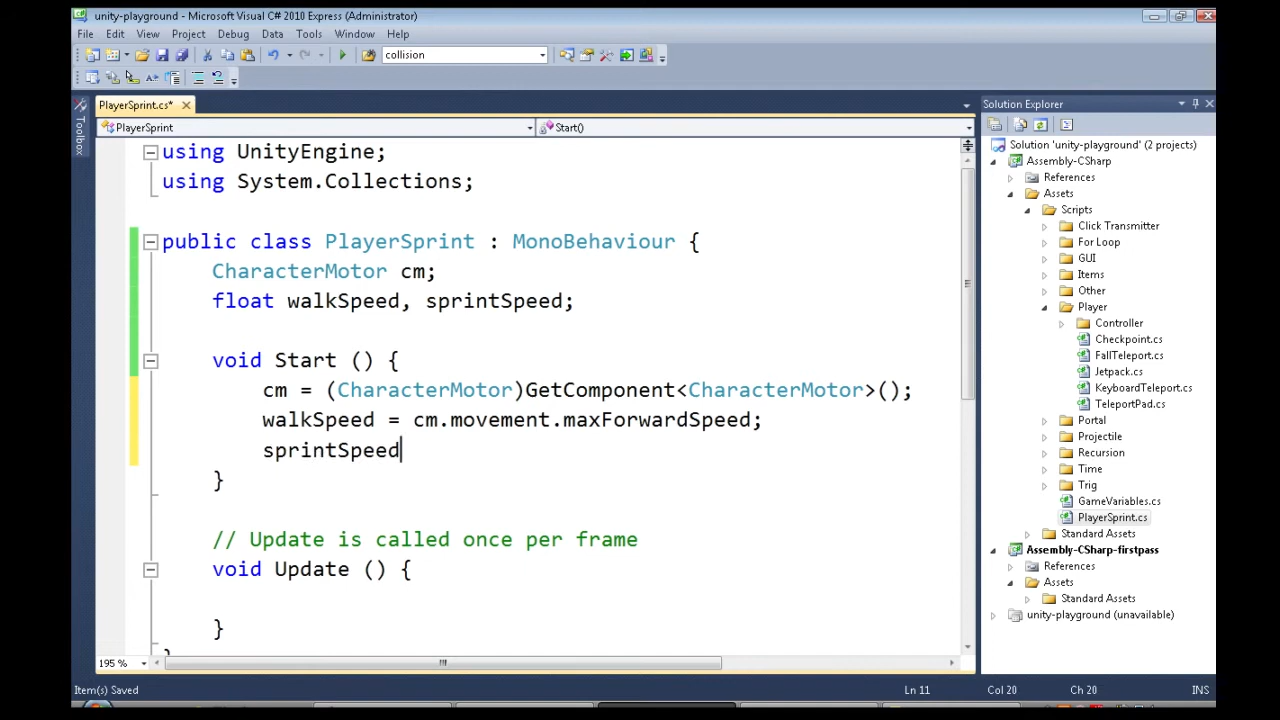 unity-playground - Microsoft Visual C# 2010 Express (Administrator)
File Edit View Project Debug Data Tools Window Help
collision
PlayerSprint.cs*
Solution Explorer
Toolbox
PlayerSprint
Start()
using UnityEngine;
using System.Collections;
public class PlayerSprint : MonoBehaviour {
CharacterMotor cm;
float walkSpeed, sprintSpeed;
void Start () {
cm = (CharacterMotor)GetComponent<CharacterMotor>();
walkSpeed = cm.movement.maxForwardSpeed;
sprintSpeed
}
// Update is called once per frame
void Update () {
}
195 %
Solution 'unity-playground' (2 projects)
Assembly-CSharp
References
Assets
Scripts
Click Transmitter
For Loop
GUI
Items
Other
Player
Controller
Checkpoint.cs
FallTeleport.cs
Jetpack.cs
KeyboardTeleport.cs
TeleportPad.cs
Portal
Projectile
Recursion
Time
Trig
GameVariables.cs
PlayerSprint.cs
Standard Assets
Assembly-CSharp-firstpass
References
Assets
Standard Assets
unity-playground (unavailable)
Item(s) Saved
Ln 11
Col 20
Ch 20
INS